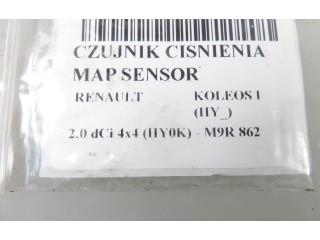 CZUJNIK CISNIENIA
MAP SENSOR
RENAULT KOLEOS I
(HY_)
2.0 dCi 4x4 (HY0K) - M9R 862